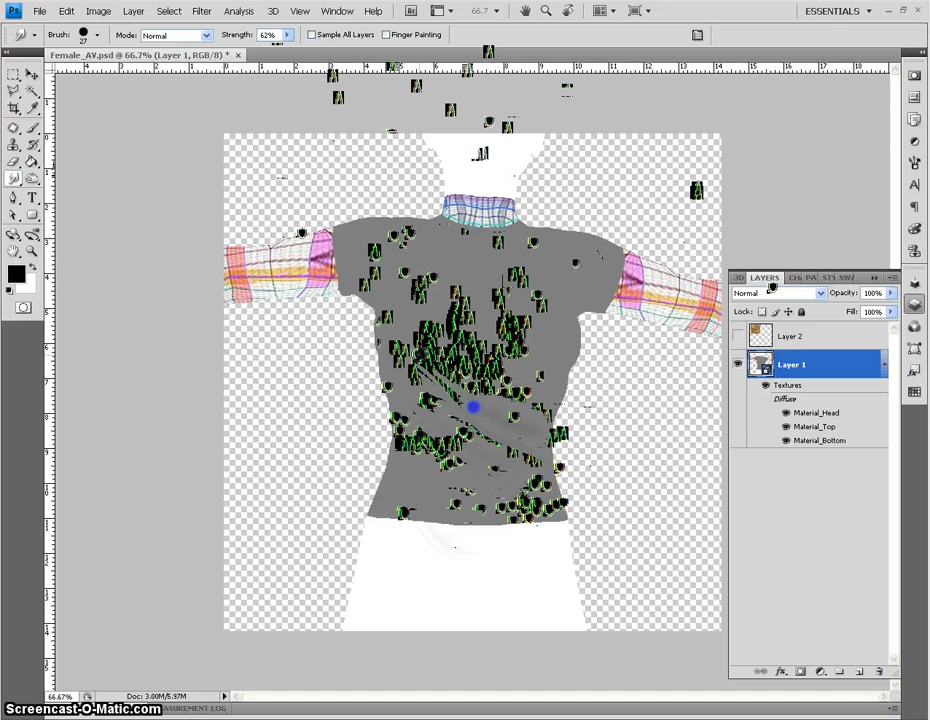 Ps File Edit Image Layer Select Filter Analysis 3D View Window Help Br 66.7 ESSENTIALS
Brush: 27 Mode: Normal Strength: 62% Sample All Layers Finger Painting
Female_AV.psd @ 66.7% (Layer 1, RGB/8) *
3D LAYERS
Normal Opacity: 100%
Lock: Fill: 100%
Layer 2
Layer 1
Textures
Diffuse
Material_Head
Material_Top
Material_Bottom
66.67% Doc: 3.00M/5.97M
Screencast-O-Matic.com ASUREMENT LOG